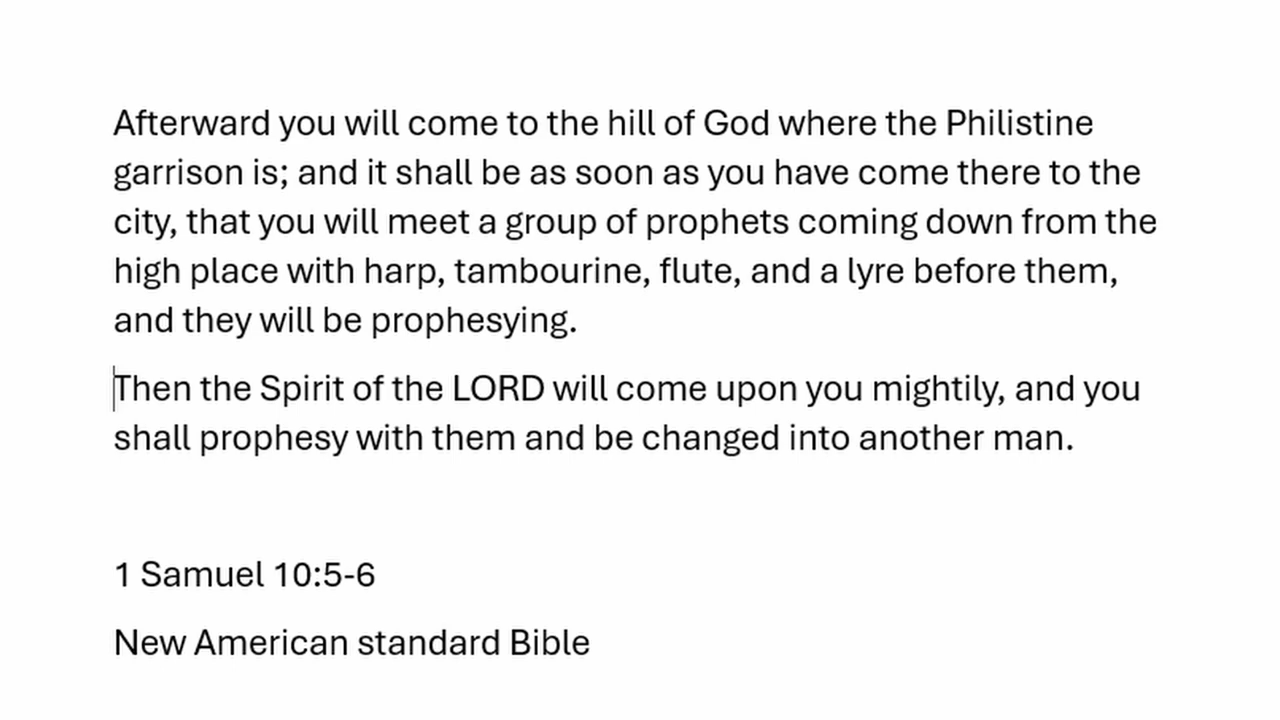 Afterward you will come to the hill of God where the Philistine
garrison is; and it shall be as soon as you have come there to the
city, that you will meet a group of prophets coming down from the
high place with harp, tambourine, flute, and a lyre before them,
and they will be prophesying.
Then the Spirit of the LORD will come upon you mightily, and you
shall prophesy with them and be changed into another man.
1 Samuel 10:5-6
New American standard Bible